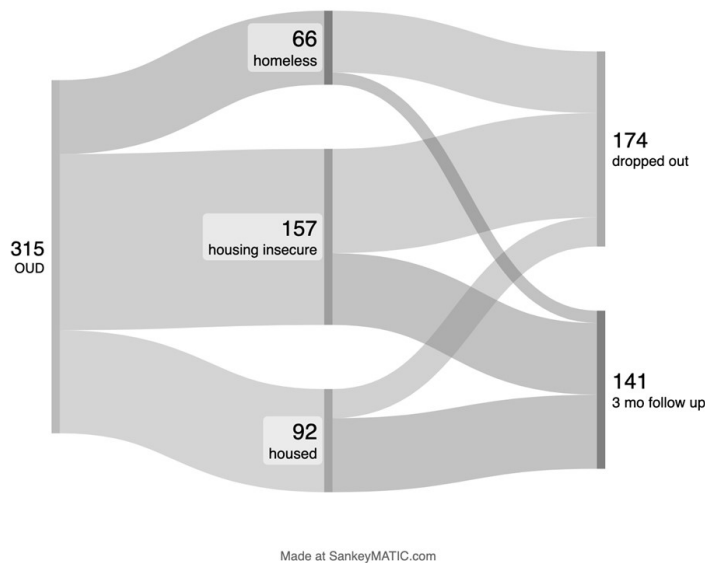 66
homeless
174
dropped out
157
housing insecure
315
OUD
141
3 mo follow up
92
housed
Made at SankeyMATIC.com